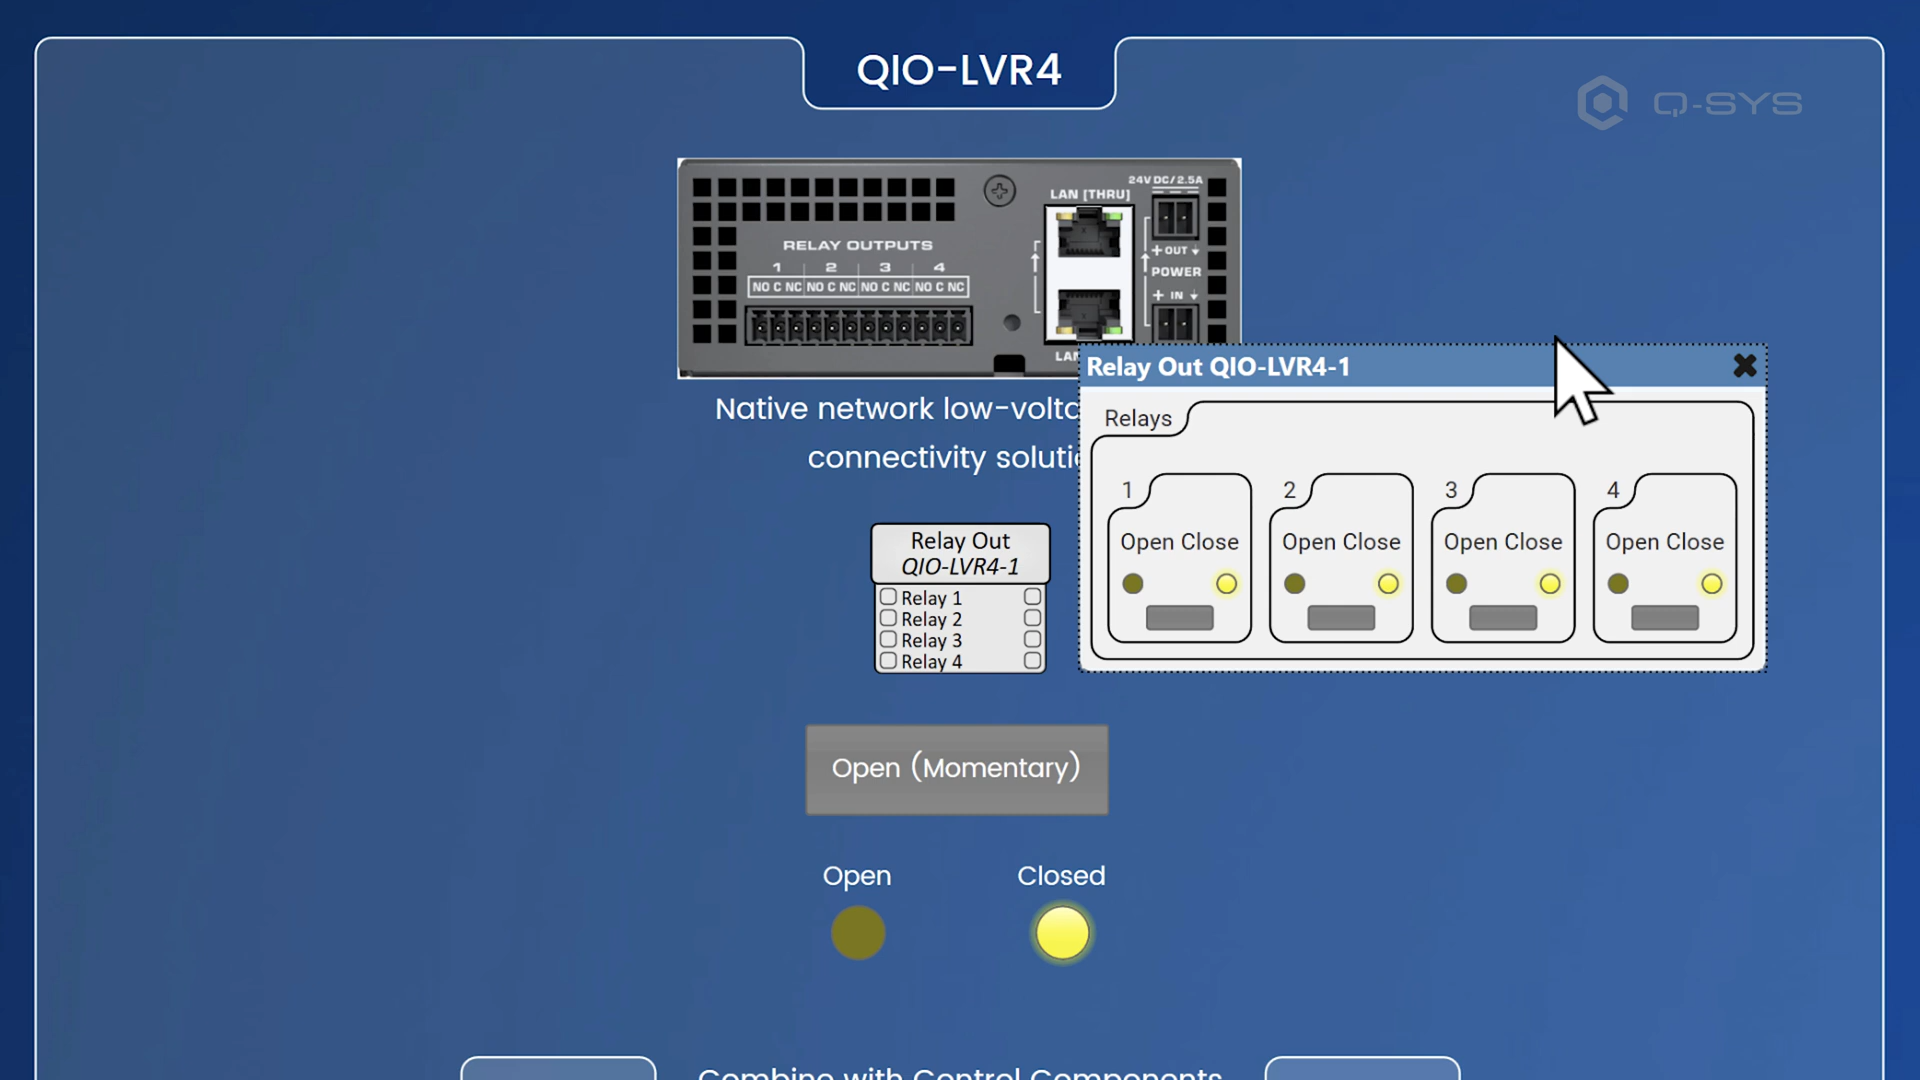 QIO-LVR4
Q-SYS
24V DC/2.5A
LAN [THRU]
RELAY OUTPUTS
+ OUT
1 2 3 4
POWER
NO C NC NO C NC NO C NC NO C NC
+ IN
LAN
Relay Out QIO-LVR4-1
Native network low-volta
connectivity soluti
Relays
1 2 3 4
Open Close Open Close Open Close Open Close
Relay Out
QIO-LVR4-1
Relay 1
Relay 2
Relay 3
Relay 4
Open (Momentary)
Open Closed
Combine with Control Components